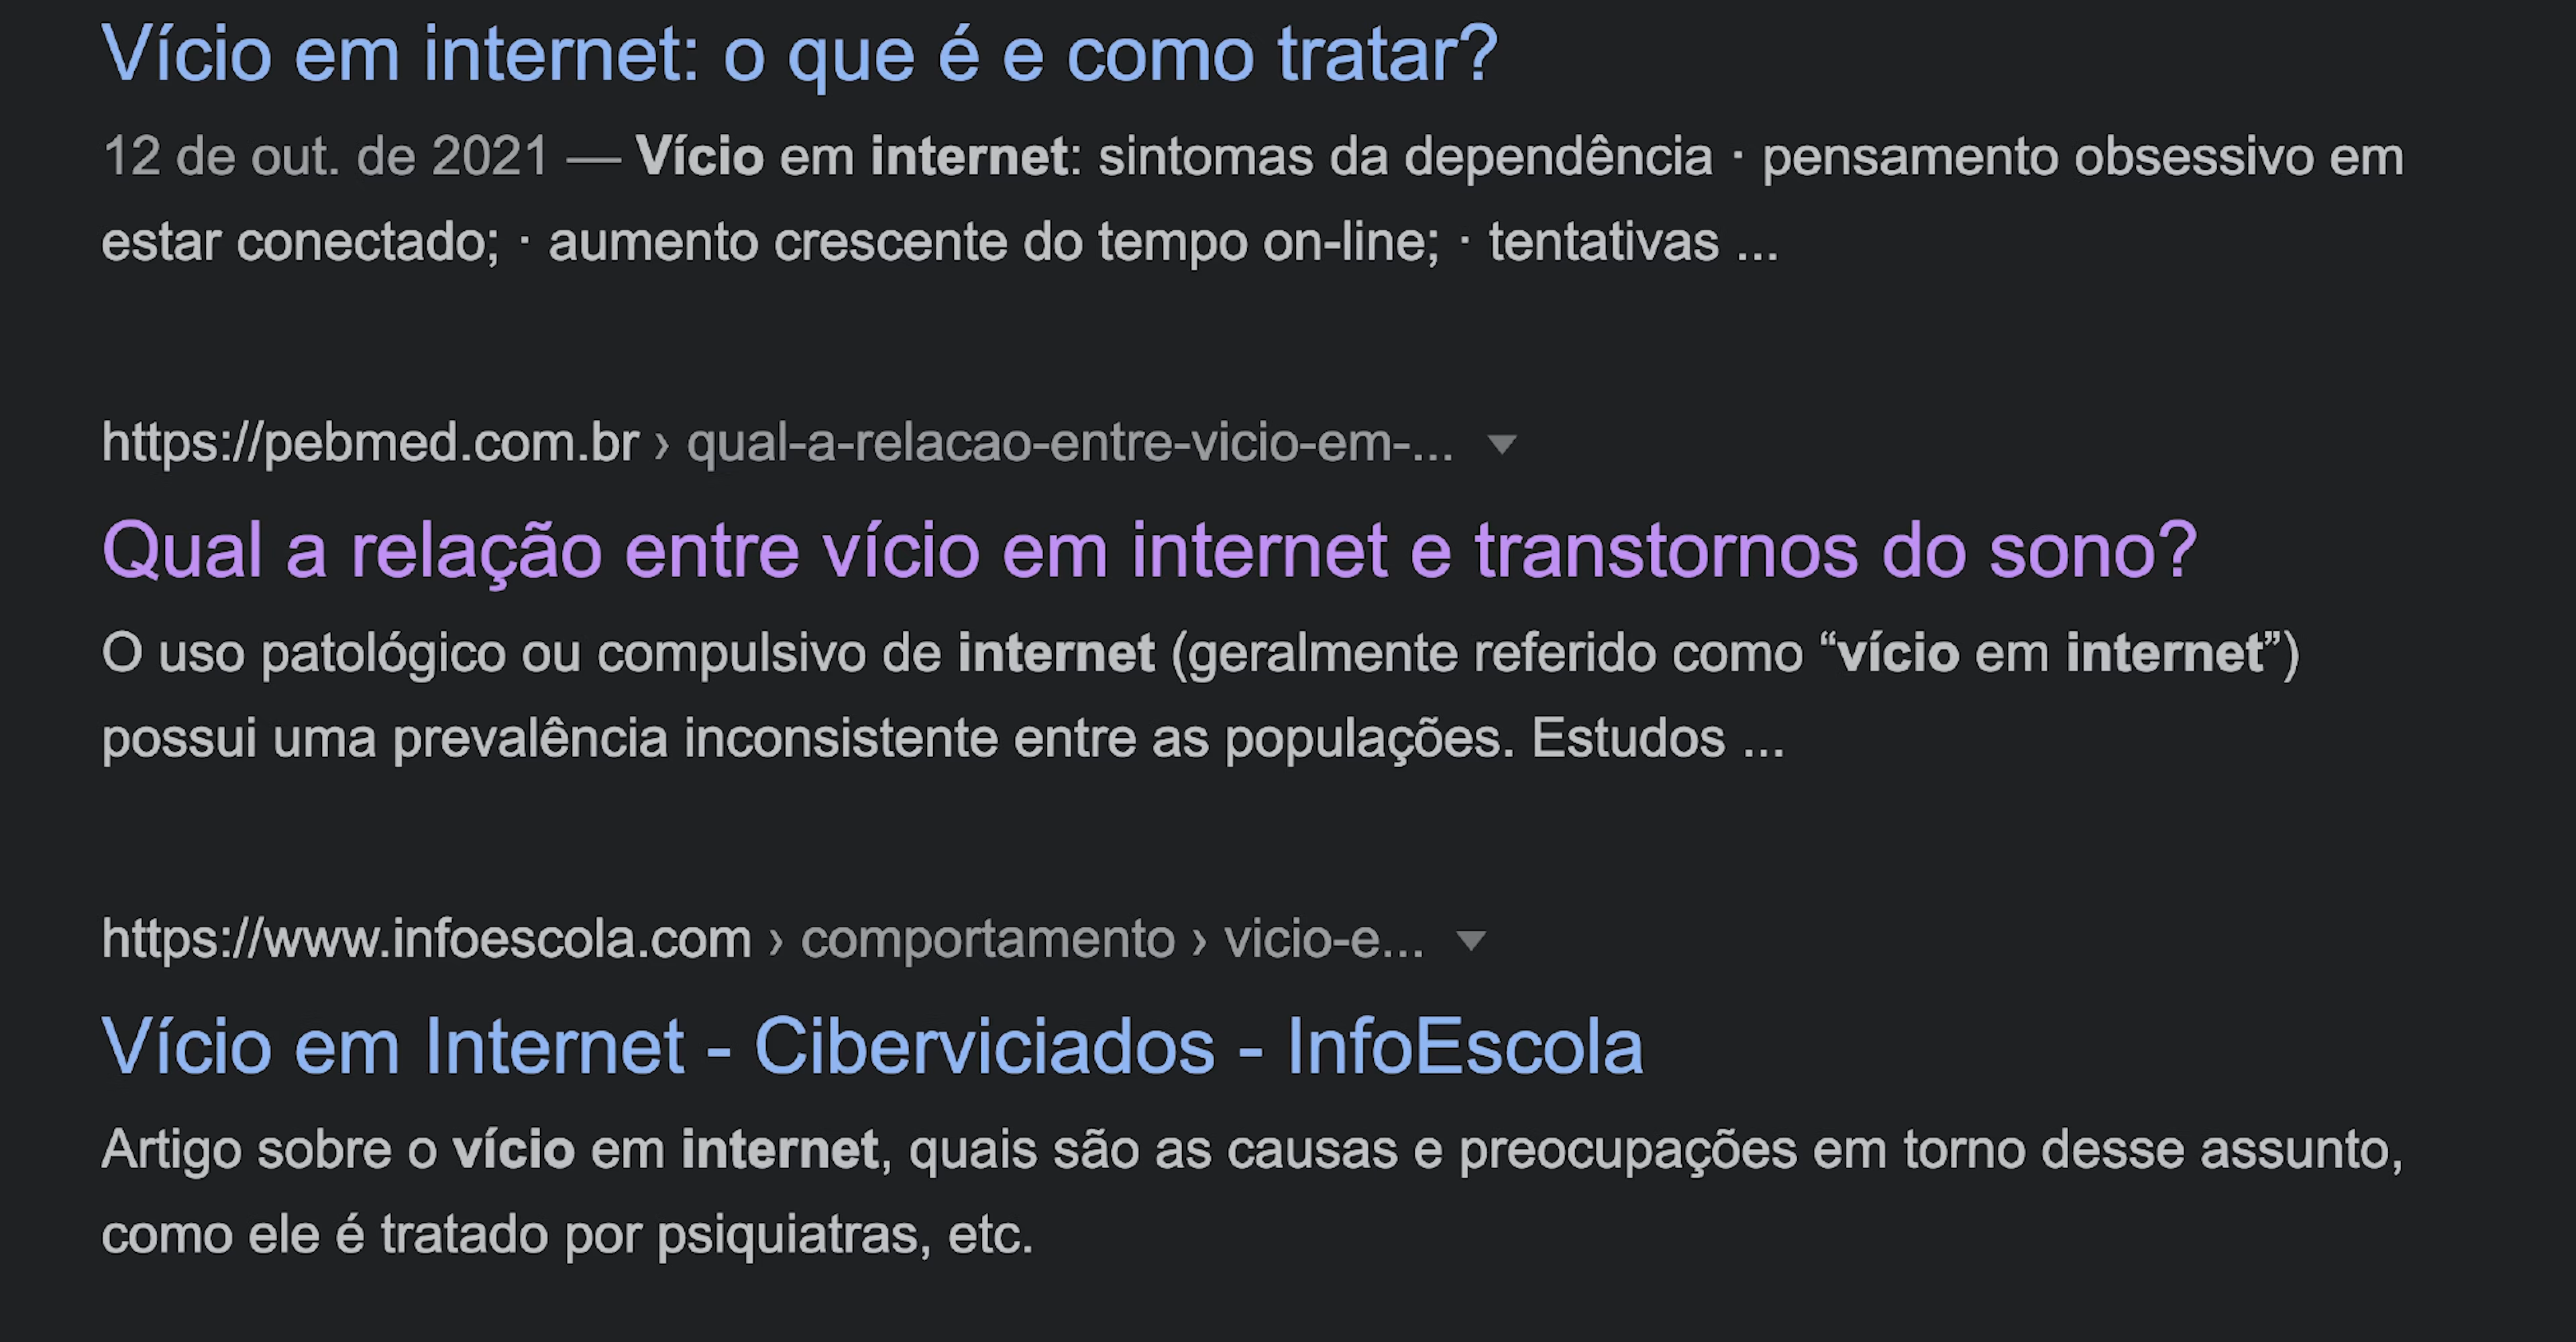 Vício em internet: o que é e como tratar?
12 de out. de 2021 — Vício em internet: sintomas da dependência · pensamento obsessivo em
estar conectado; · aumento crescente do tempo on-line; · tentativas ...
https://pebmed.com.br › qual-a-relacao-entre-vicio-em-...
Qual a relação entre vício em internet e transtornos do sono?
O uso patológico ou compulsivo de internet (geralmente referido como “vício em internet”)
possui uma prevalência inconsistente entre as populações. Estudos ...
https://www.infoescola.com › comportamento › vicio-e...
Vício em Internet - Ciberviciados - InfoEscola
Artigo sobre o vício em internet, quais são as causas e preocupações em torno desse assunto,
como ele é tratado por psiquiatras, etc.